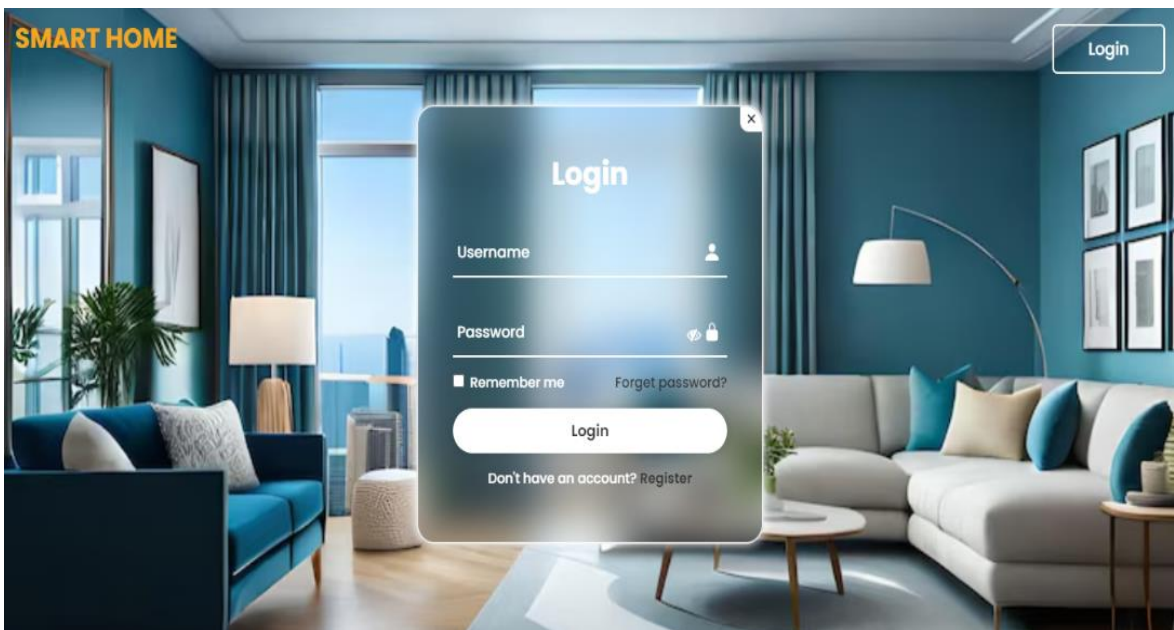 SMART HOME
Login
Login
Username
Password
Remember me Forget password?
Login
Don't have an account? Register